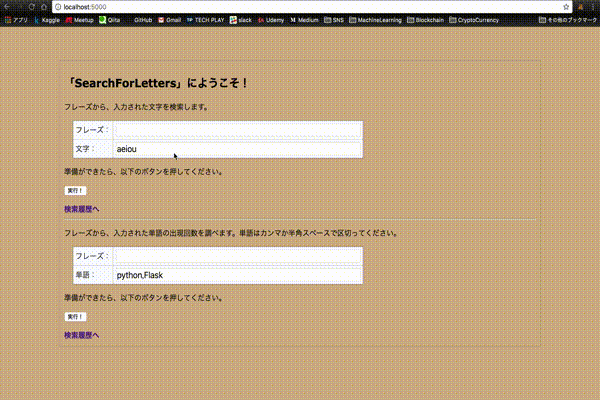 localhost:5000
アプリ Kaggle Meetup Qiita GitHub Gmail TECH PLAY slack Udemy Medium SNS MachineLearning Blockchain CryptoCurrency その他のブックマーク
「SearchForLetters」にようこそ！
フレーズから、入力された文字を検索します。
フレーズ：
文字： aeiou
準備ができたら、以下のボタンを押してください。
実行！
検索履歴へ
フレーズから、入力された単語の出現回数を調べます。単語はカンマか半角スペースで区切ってください。
フレーズ：
単語： python,Flask
準備ができたら、以下のボタンを押してください。
実行！
検索履歴へ